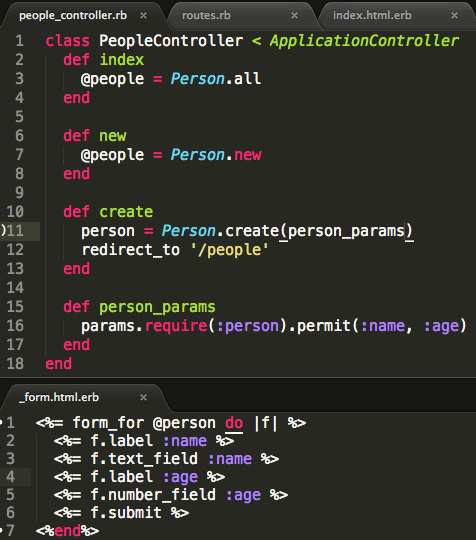 people_controller.rb × routes.rb × index.html.erb ×
1 class PeopleController < ApplicationController
2   def index
3     @people = Person.all
4   end
5
6   def new
7     @people = Person.new
8   end
9
10   def create
11     person = Person.create(person_params)
12     redirect_to '/people'
13   end
14
15   def person_params
16     params.require(:person).permit(:name, :age)
17   end
18 end
_form.html.erb ×
1 <%= form_for @person do |f| %>
2   <%= f.label :name %>
3   <%= f.text_field :name %>
4   <%= f.label :age %>
5   <%= f.number_field :age %>
6   <%= f.submit %>
7 <%end%>